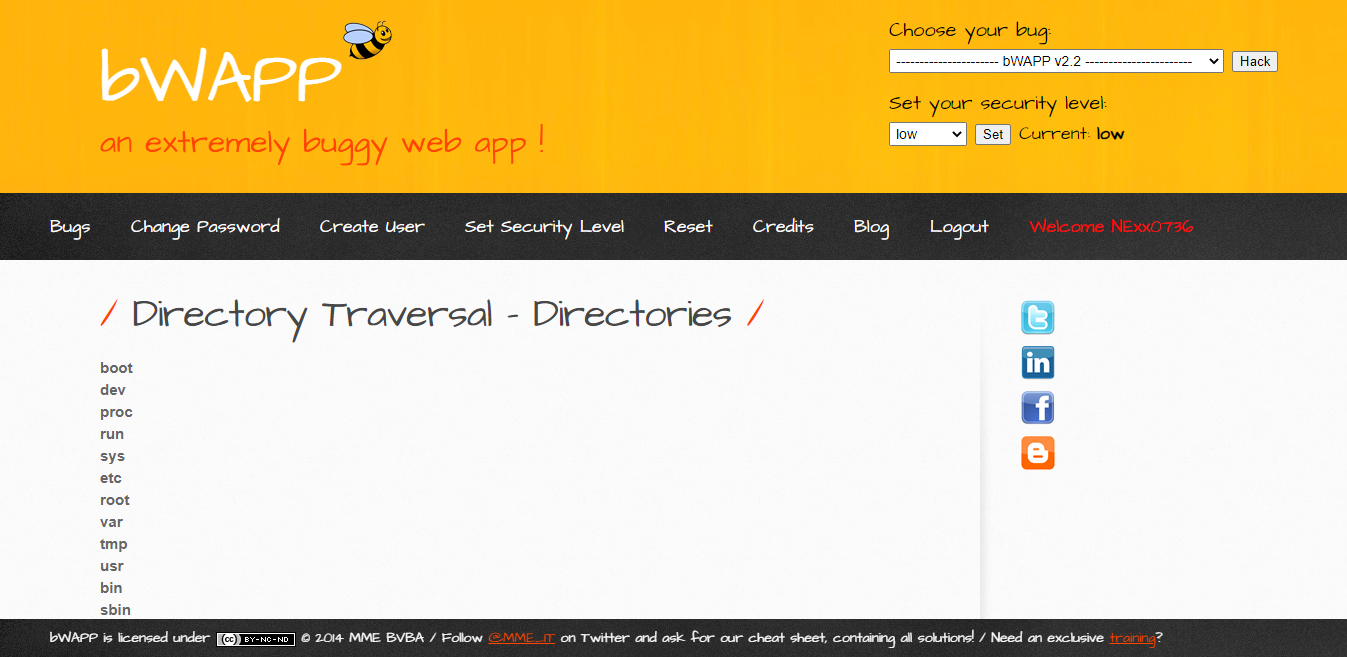 bWAPP
an extremely buggy web app !
Choose your bug:
---------------------- bWAPP v2.2 ----------------------- Hack
Set your security level:
low Set Current: low
Bugs Change Password Create User Set Security Level Reset Credits Blog Logout Welcome NExx0736
/ Directory Traversal - Directories /
boot
dev
proc
run
sys
etc
root
var
tmp
usr
bin
sbin
bWAPP is licensed under cc BY-NC-ND © 2014 MME BVBA / Follow @MME_IT on Twitter and ask for our cheat sheet, containing all solutions! / Need an exclusive training?